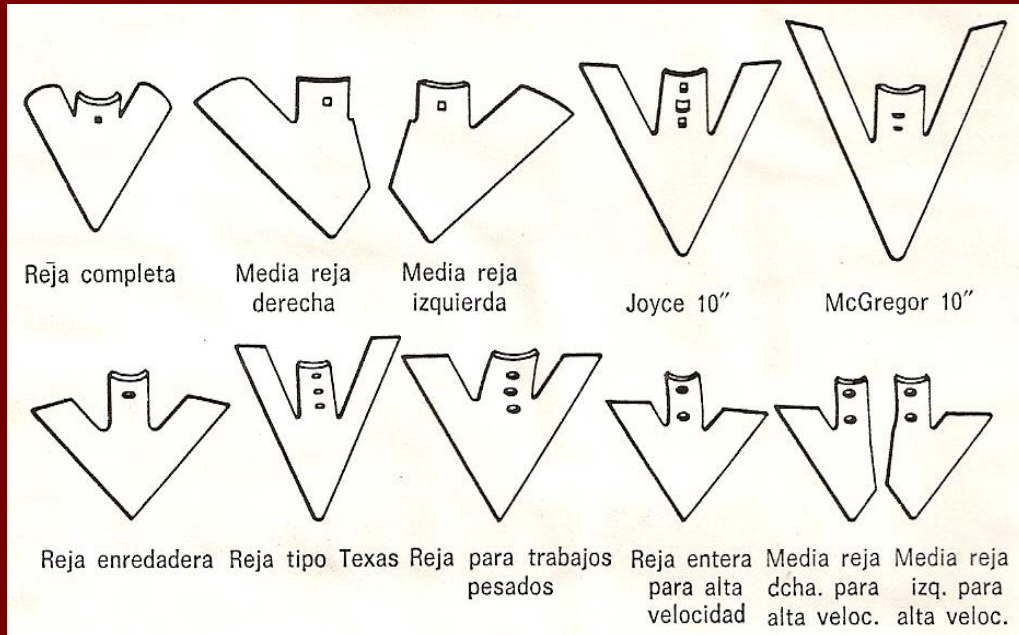 Reja completa
Media reja
derecha
Media reja
izquierda
Joyce 10"
McGregor 10"
Reja enredadera
Reja tipo Texas
Reja para trabajos
pesados
Reja entera
para alta
velocidad
Media reja
dcha. para
alta veloc.
Media reja
izq. para
alta veloc.